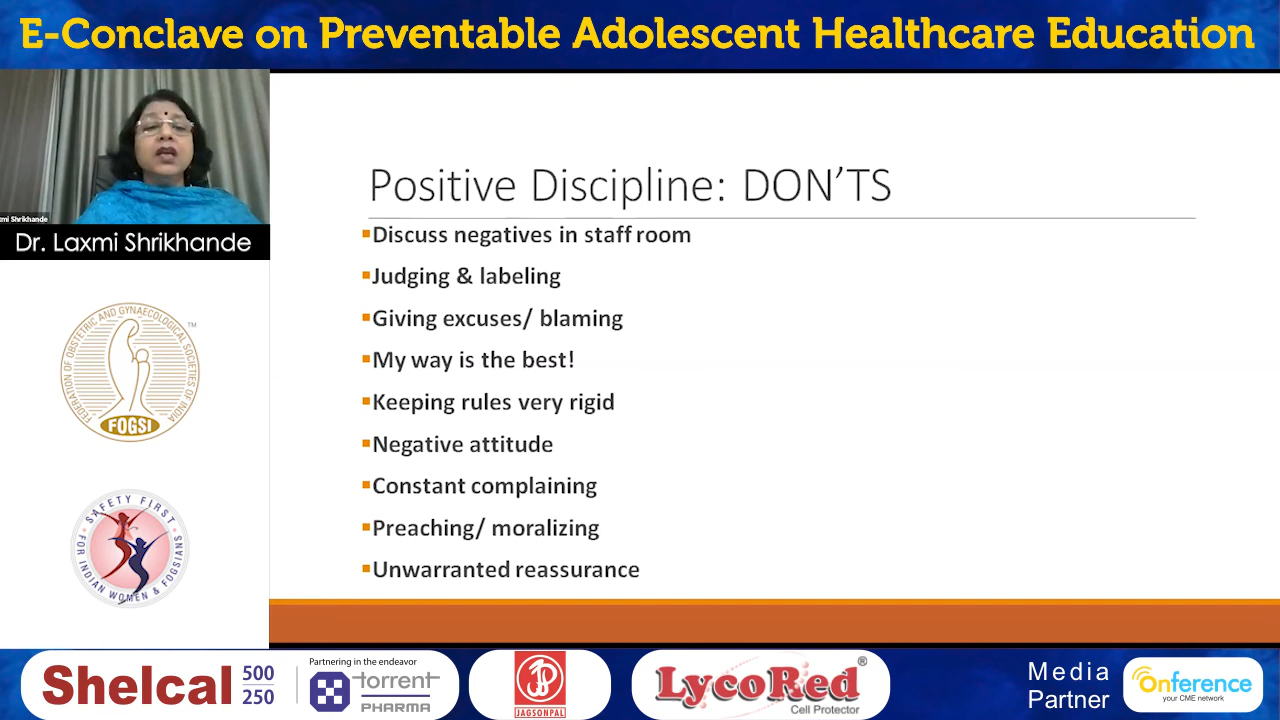 E-Conclave on Preventable Adolescent Healthcare Education
mi Shrikhande
Dr. Laxmi Shrikhande
FEDERATION OF OBSTETRIC AND GYNAECOLOGICAL SOCIETIES OF INDIA
TM
FOGSI
SAFETY FIRST
FOR INDIAN WOMEN & FOGSIANS
Positive Discipline: DON’TS
Discuss negatives in staff room
Judging & labeling
Giving excuses/ blaming
My way is the best!
Keeping rules very rigid
Negative attitude
Constant complaining
Preaching/ moralizing
Unwarranted reassurance
Shelcal 500
250
Partnering in the endeavor
torrent
PHARMA
JAGSONPAL
LycoRed®
Cell Protector
Media
Partner
Onference
your CME network